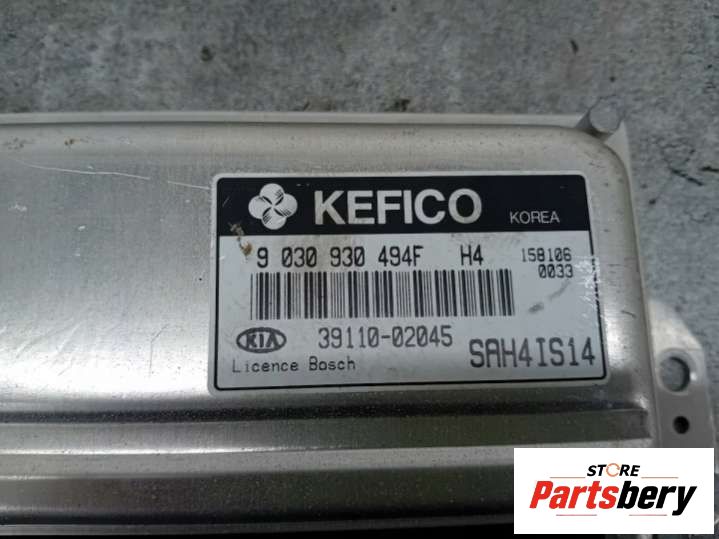 KEFICO KOREA
9 030 930 494F H4 158106
0033
KIA 39110-02045
Licence Bosch SAH4IS14
STORE
Partsbery